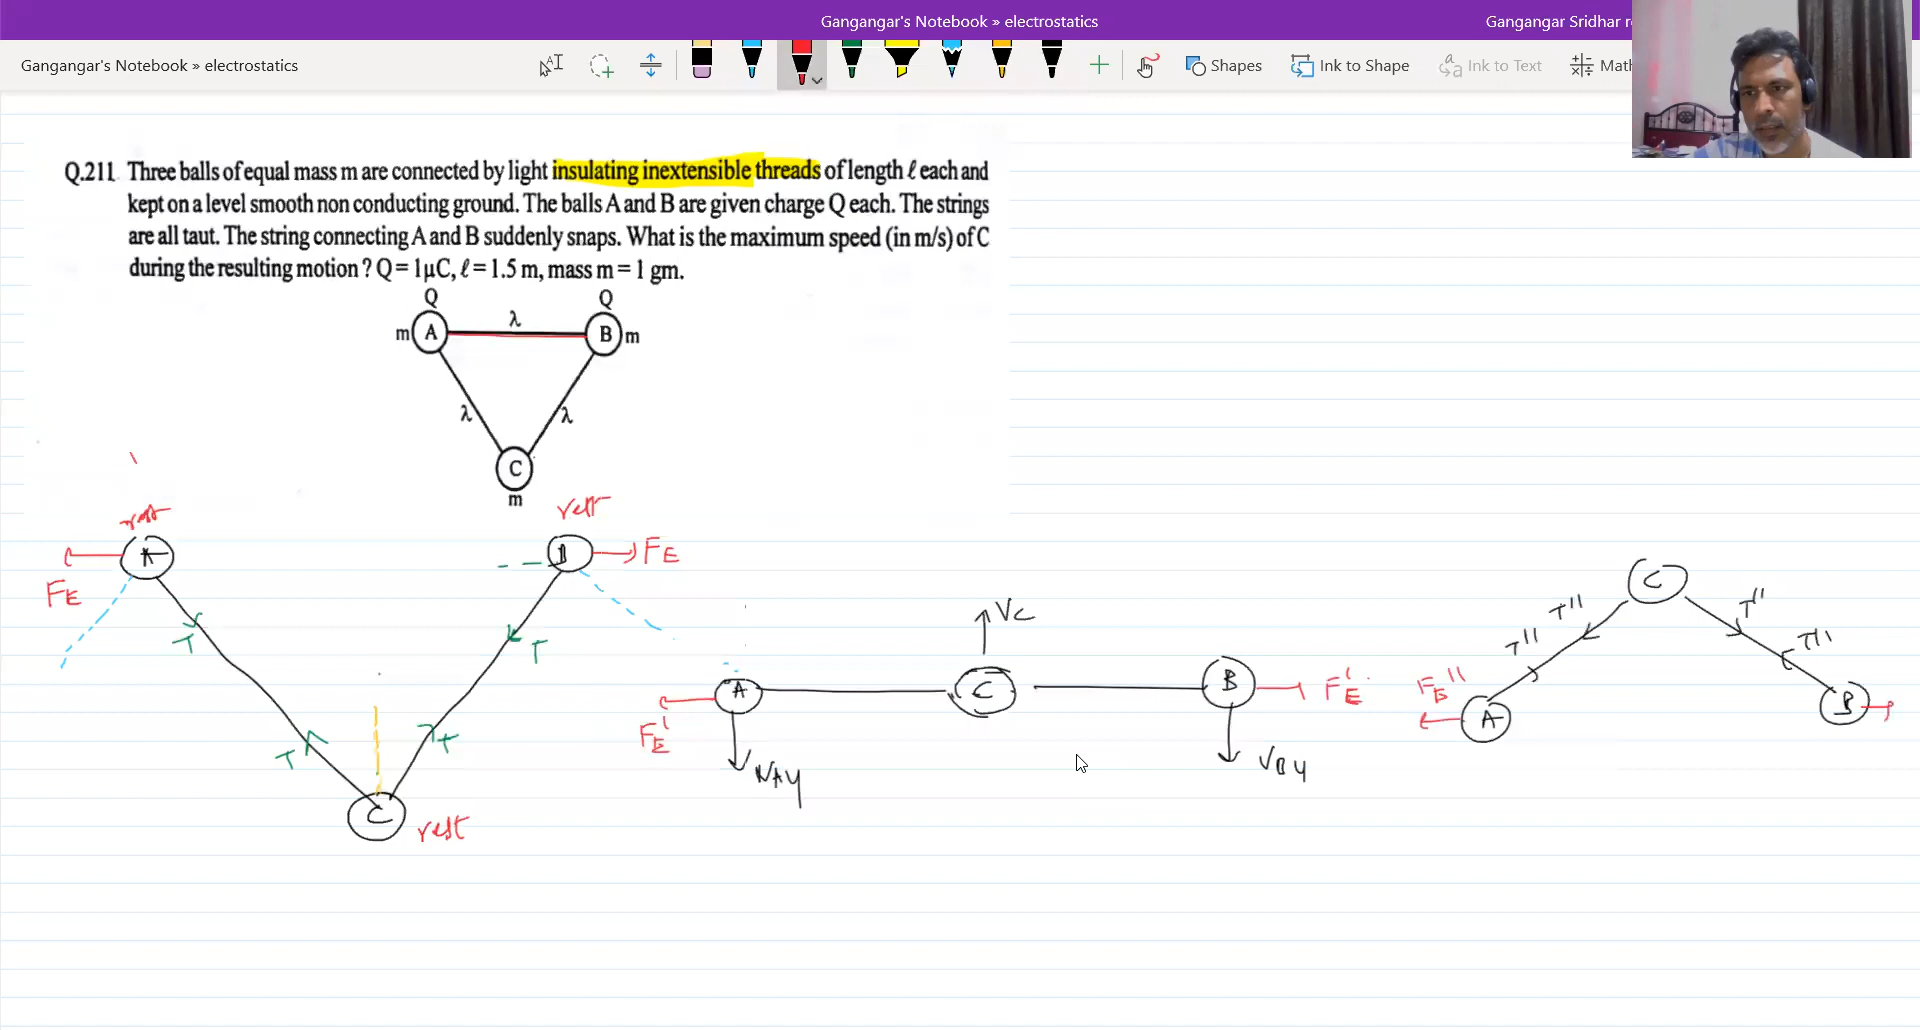 Gangangar's Notebook » electrostatics
Gangangar Sridhar r
Gangangar's Notebook » electrostatics
Shapes
Ink to Shape
Ink to Text
Math
Q.211 Three balls of equal mass m are connected by light insulating inextensible threads of length ℓ each and
kept on a level smooth non conducting ground. The balls A and B are given charge Q each. The strings
are all taut. The string connecting A and B suddenly snaps. What is the maximum speed (in m/s) of C
during the resulting motion ? Q = 1μC, ℓ = 1.5 m, mass m = 1 gm.
Q Q
m A λ B m
λ λ
C
m
rest rest
A FE
FE
T T
T T
C rest
VC
A C B FE'
FE'
VAY VBY
C
T'' T''
T'' T''
FE''
A B